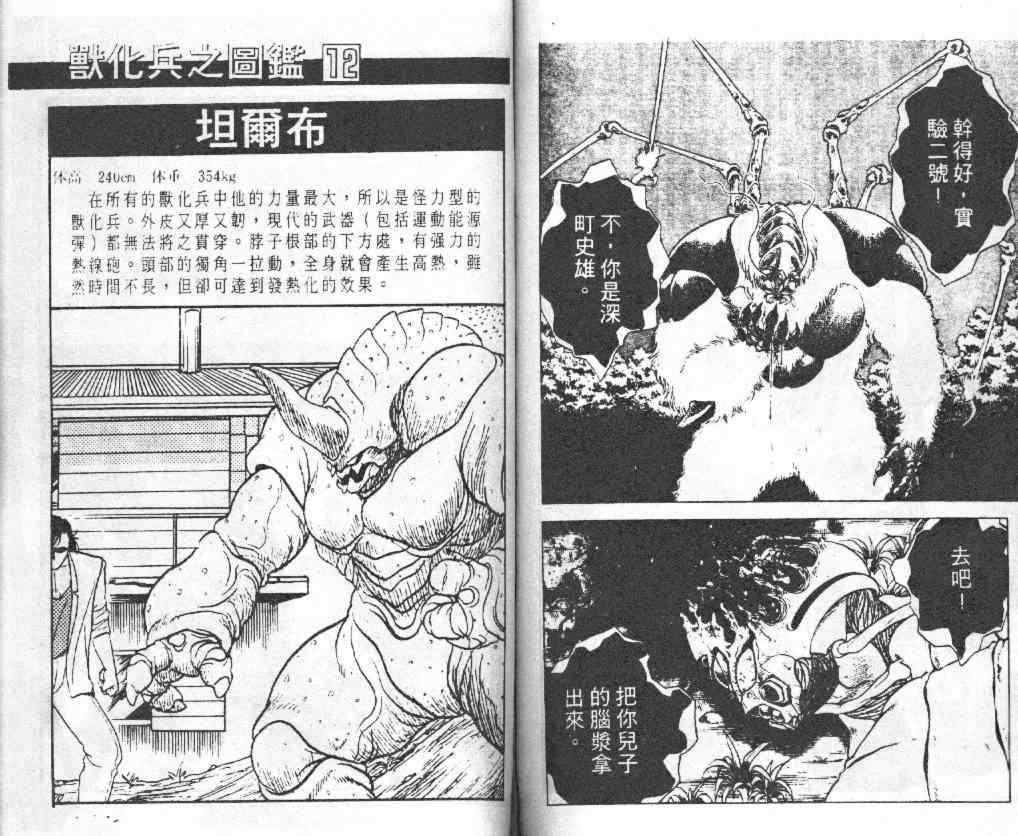 獸化兵之圖鑑 12
坦爾布
体高 240cm 体重 354kg
在所有的獸化兵中他的力量最大，所以是怪力型的
獸化兵。外皮又厚又韌，現代的武器（包括運動能源
彈）都無法將之貫穿。脖子根部的下方處，有强力的
熱線砲。頭部的獨角一拉動，全身就會產生高熱，雖
然時間不長，但卻可達到發熱化的效果。
幹得好，實
驗二號！
不，你是深
町史雄。
去吧！
把你兒子
的腦漿拿
出來。